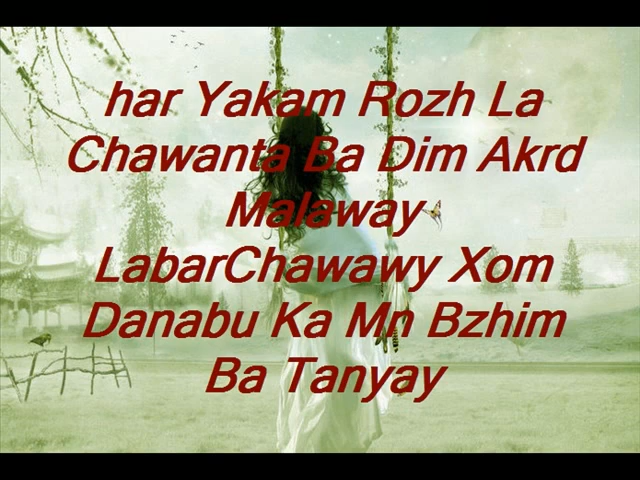 har Yakam Rozh La
Chawanta Ba Dim Akrd
Malaway
LabarChawawy Xom
Danabu Ka Mn Bzhim
Ba Tanyay